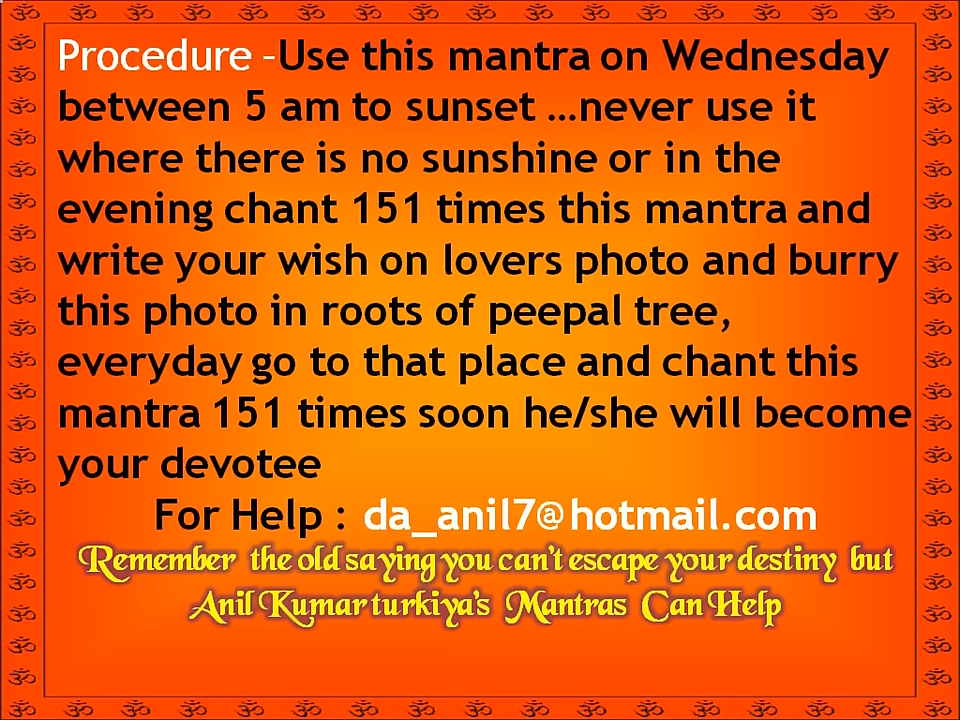 Procedure –Use this mantra on Wednesday
between 5 am to sunset ...never use it
where there is no sunshine or in the
evening chant 151 times this mantra and
write your wish on lovers photo and burry
this photo in roots of peepal tree,
everyday go to that place and chant this
mantra 151 times soon he/she will become
your devotee
For Help : da_anil7@hotmail.com
Remember the old saying you can't escape your destiny but
Anil Kumar turkiya's Mantras Can Help